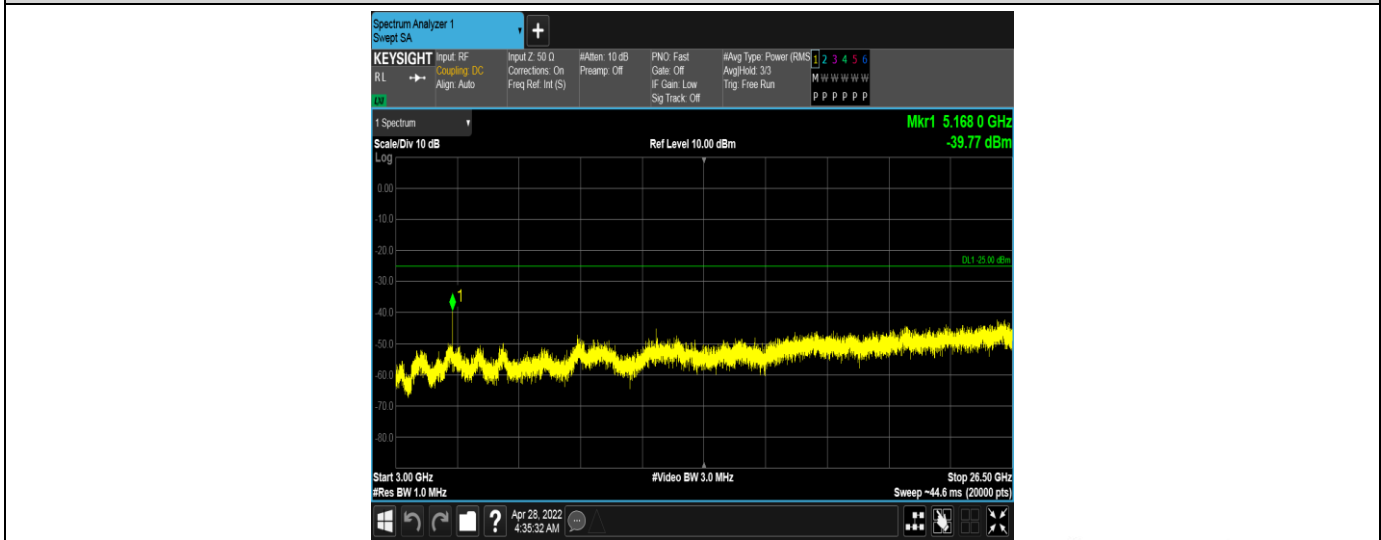 Spectrum Analyzer 1
Swept SA
+
KEYSIGHT Input: RF Input Z: 50 Ω #Atten: 10 dB PNO: Fast #Avg Type: Power (RMS 1 2 3 4 5 6
RL Coupling: DC Corrections: On Preamp: Off Gate: Off Avg|Hold: 3/3 M W W W W W
Align: Auto Freq Ref: Int (S) IF Gain: Low Trig: Free Run
Sig Track: Off P P P P P P
1 Spectrum Mkr1 5.168 0 GHz
Scale/Div 10 dB Ref Level 10.00 dBm -39.77 dBm
Log
0.00
-10.0
-20.0
DL1 -25.00 dBm
-30.0
1
-40.0
-50.0
-60.0
-70.0
-80.0
Start 3.00 GHz #Video BW 3.0 MHz Stop 26.50 GHz
#Res BW 1.0 MHz Sweep ~44.6 ms (20000 pts)
? Apr 28, 2022
4:35:32 AM